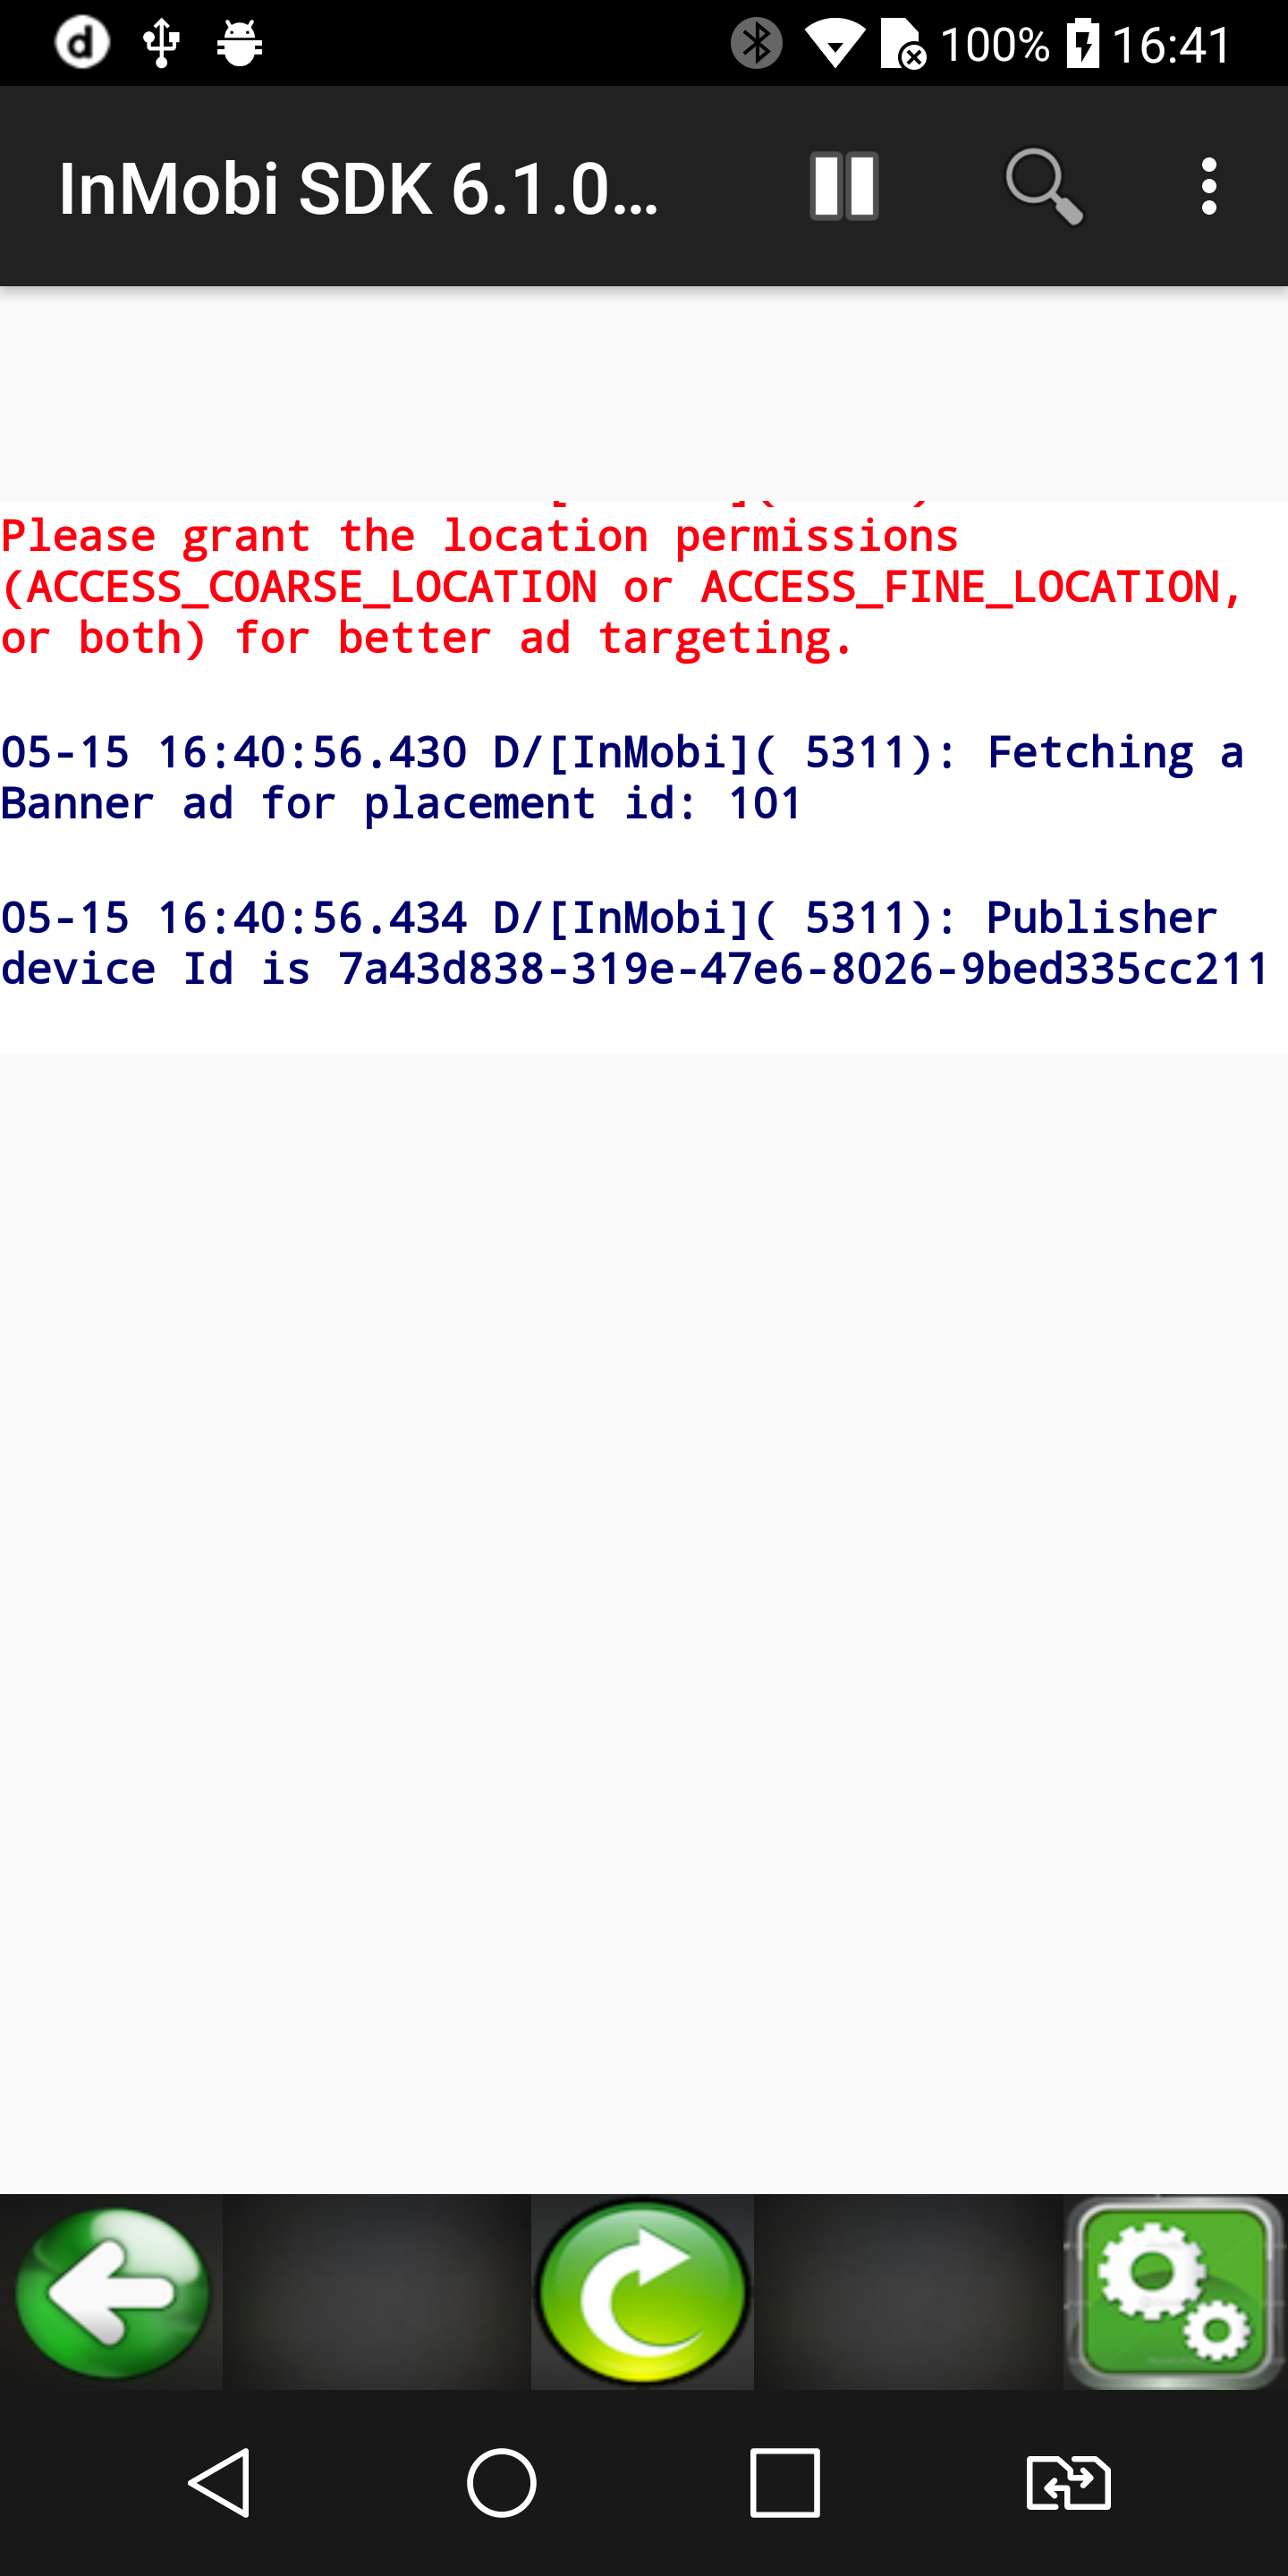 d
100%
16:41
InMobi SDK 6.1.0...
Please grant the location permissions
(ACCESS_COARSE_LOCATION or ACCESS_FINE_LOCATION,
or both) for better ad targeting.
05-15 16:40:56.430 D/[InMobi]( 5311): Fetching a
Banner ad for placement id: 101
05-15 16:40:56.434 D/[InMobi]( 5311): Publisher
device Id is 7a43d838-319e-47e6-8026-9bed335cc211